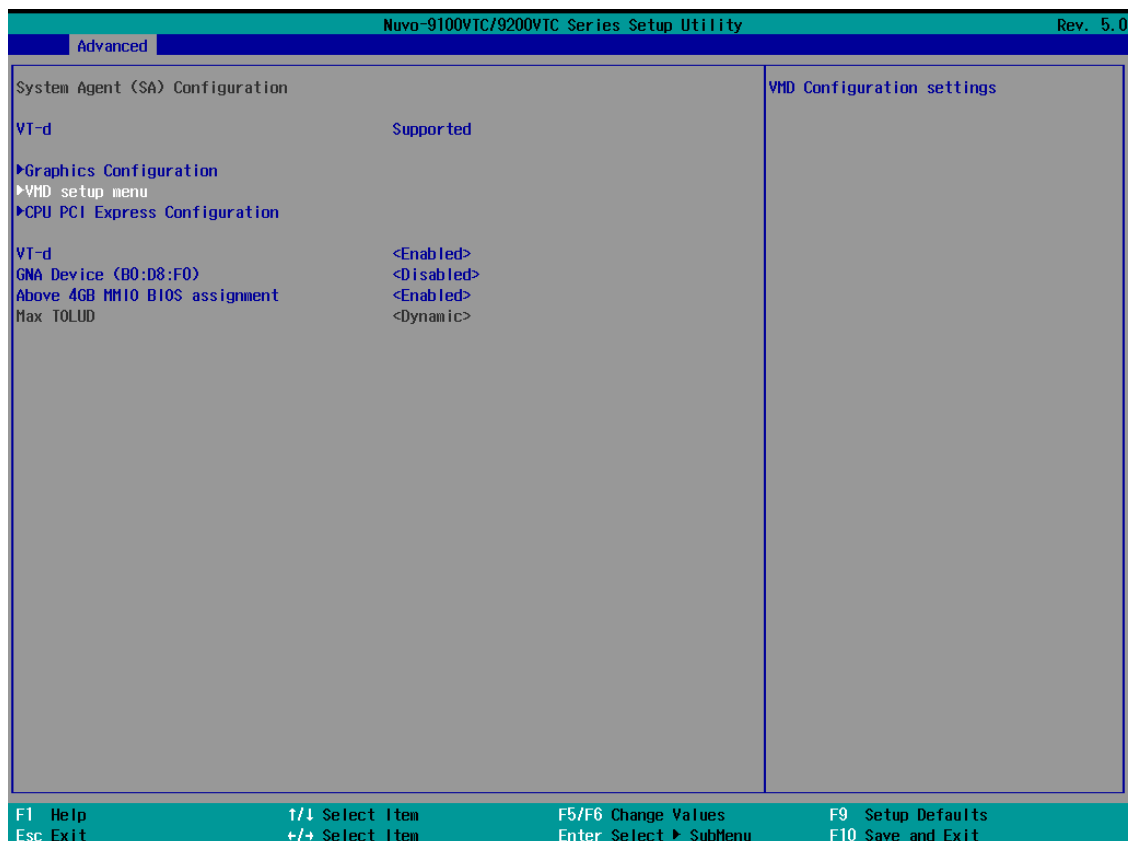 Nuvo-9100VTC/9200VTC Series Setup Utility Rev. 5.0
Advanced
System Agent (SA) Configuration VMD Configuration settings
VT-d Supported
▶Graphics Configuration
▶VMD setup menu
▶CPU PCI Express Configuration
VT-d <Enabled>
GNA Device (B0:D8:F0) <Disabled>
Above 4GB MMIO BIOS assignment <Enabled>
Max TOLUD <Dynamic>
F1 Help ↑/↓ Select Item F5/F6 Change Values F9 Setup Defaults
Esc Exit ←/→ Select Item Enter Select ▶ SubMenu F10 Save and Exit